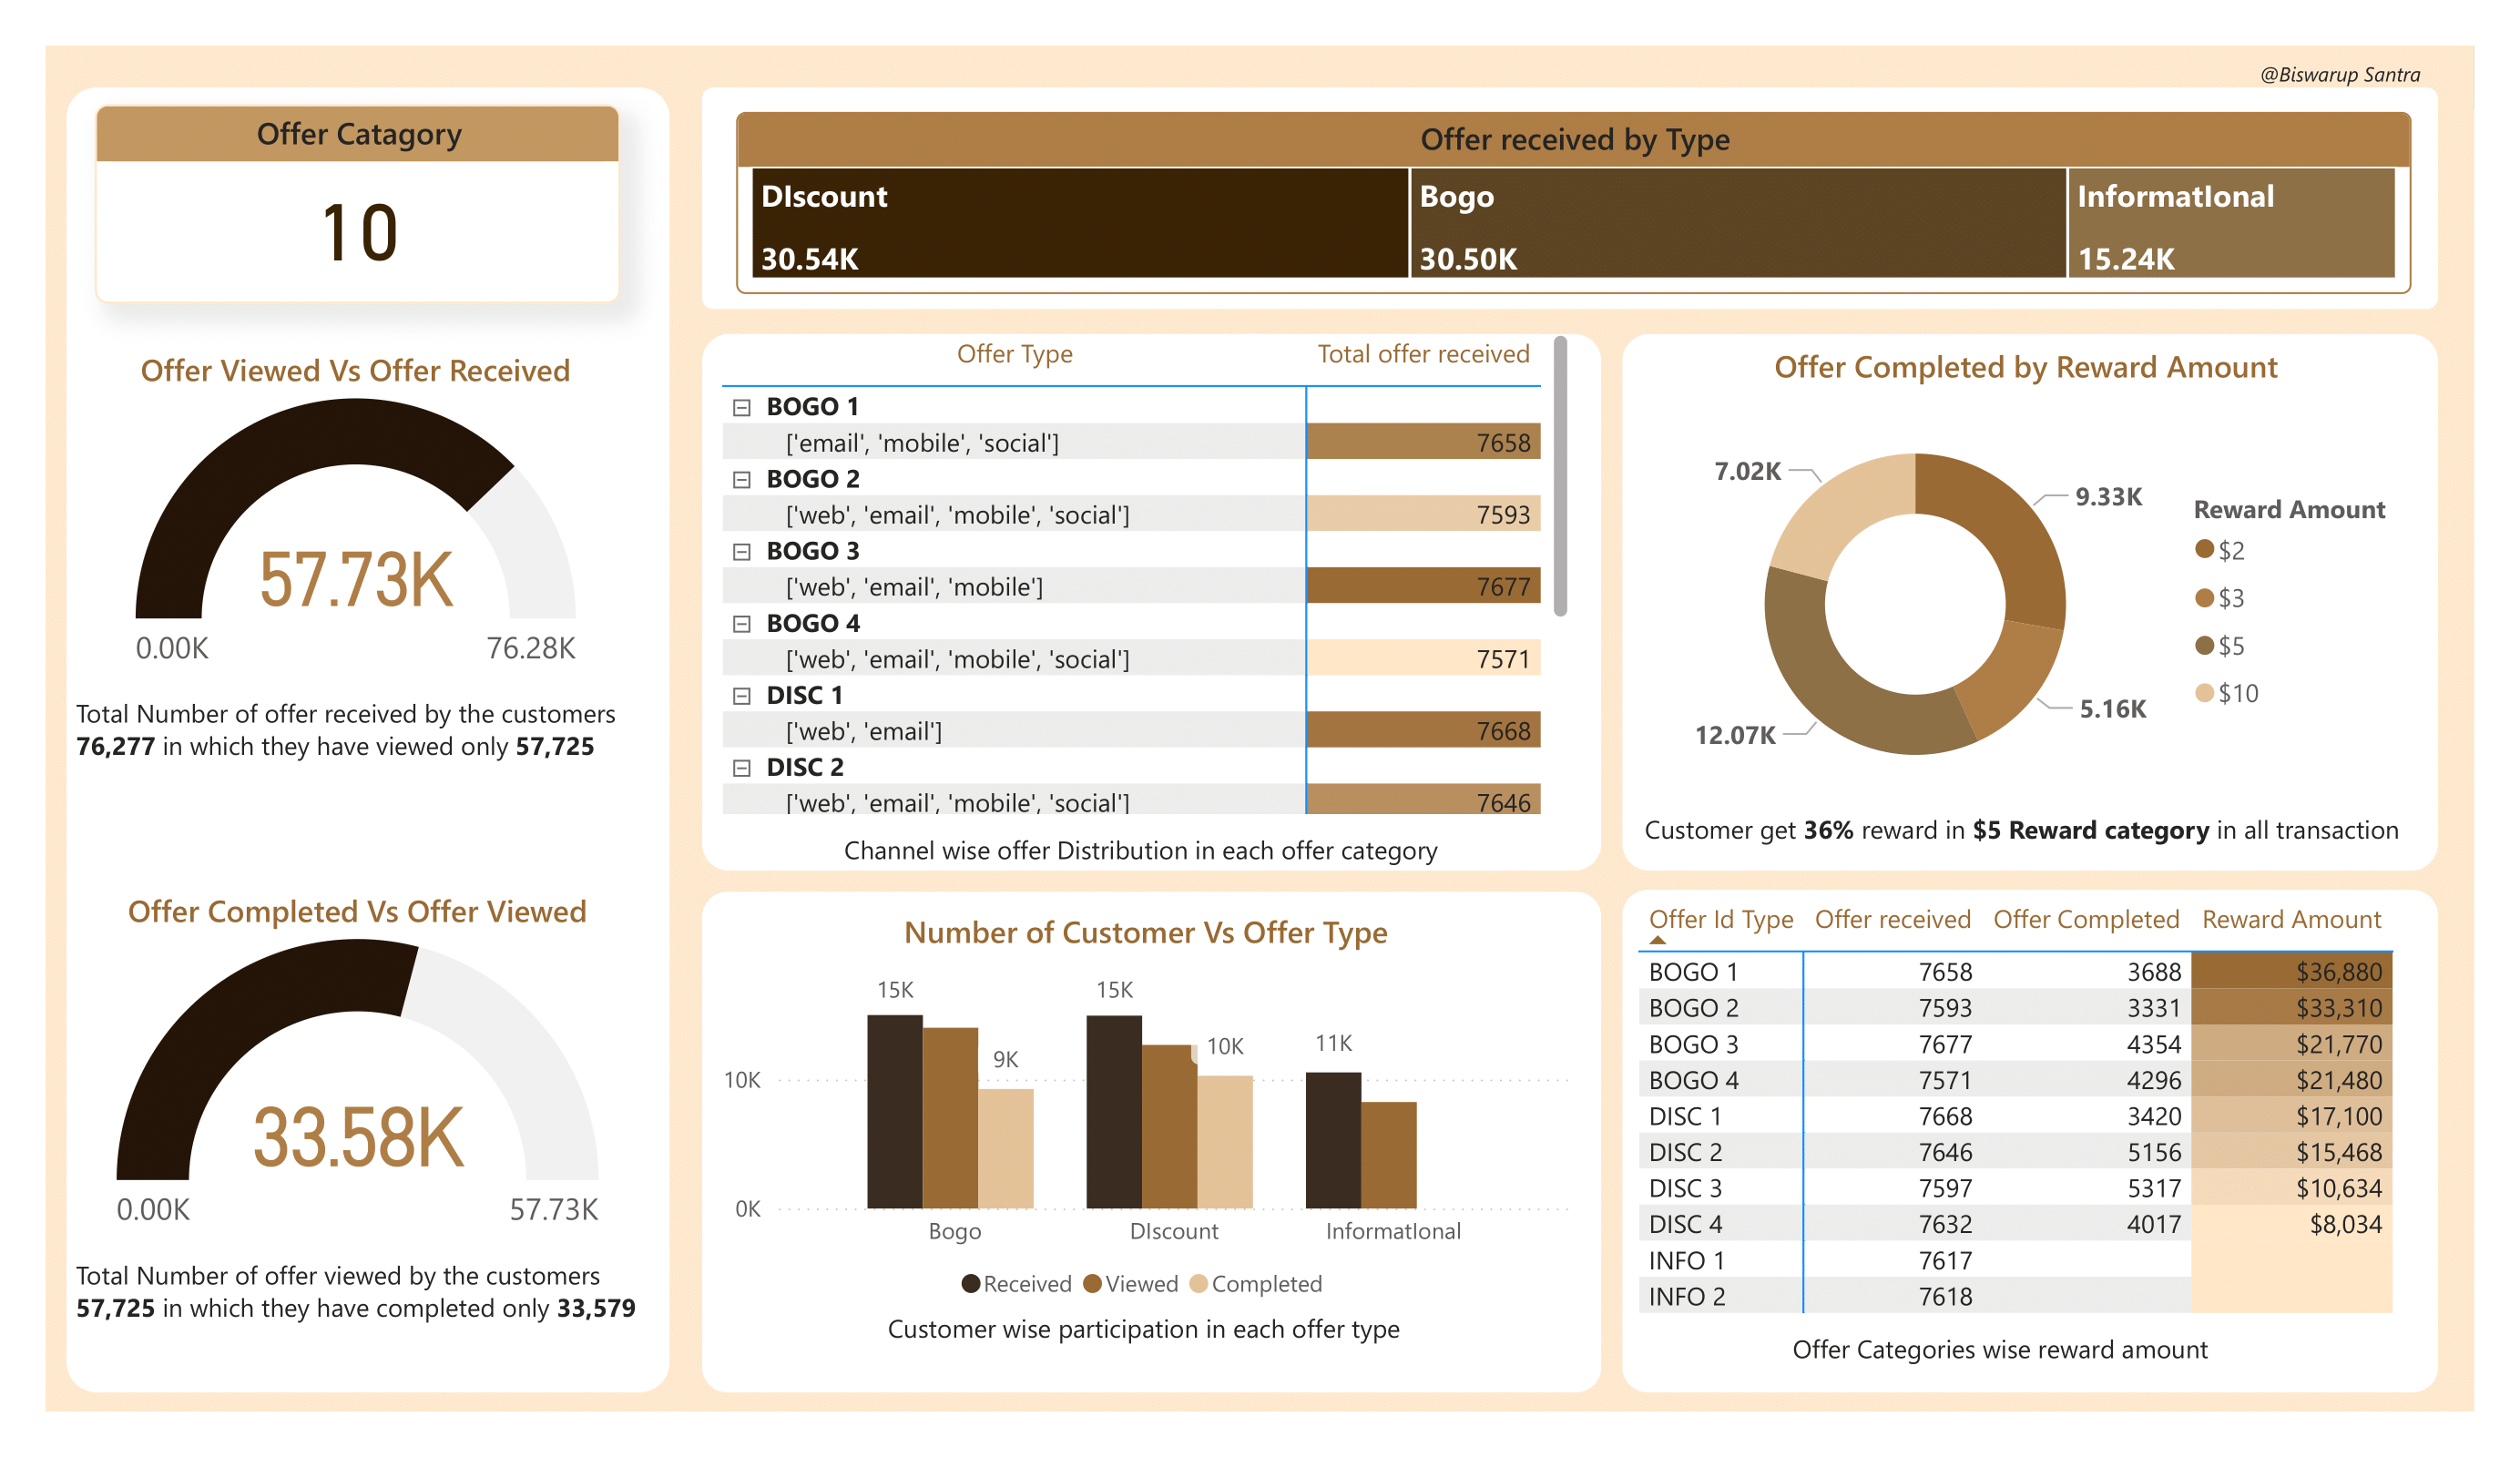 @Biswarup Santra
Offer Catagory
10
Offer Viewed Vs Offer Received
57.73K
0.00K
76.28K
Total Number of offer received by the customers
76,277 in which they have viewed only 57,725
Offer Completed Vs Offer Viewed
33.58K
0.00K
57.73K
Total Number of offer viewed by the customers
57,725 in which they have completed only 33,579
Offer received by Type
DIscount
30.54K
Bogo
30.50K
InformatIonal
15.24K
Offer Type Total offer received
BOGO 1
['email', 'mobile', 'social'] 7658
BOGO 2
['web', 'email', 'mobile', 'social'] 7593
BOGO 3
['web', 'email', 'mobile'] 7677
BOGO 4
['web', 'email', 'mobile', 'social'] 7571
DISC 1
['web', 'email'] 7668
DISC 2
['web', 'email', 'mobile', 'social'] 7646
Channel wise offer Distribution in each offer category
Offer Completed by Reward Amount
7.02K
9.33K
5.16K
12.07K
Reward Amount
$2
$3
$5
$10
Customer get 36% reward in $5 Reward category in all transaction
Number of Customer Vs Offer Type
15K
15K
11K
9K
10K
10K
0K
Bogo
DIscount
InformatIonal
Received Viewed Completed
Customer wise participation in each offer type
Offer Id Type Offer received Offer Completed Reward Amount
BOGO 1 7658 3688 $36,880
BOGO 2 7593 3331 $33,310
BOGO 3 7677 4354 $21,770
BOGO 4 7571 4296 $21,480
DISC 1 7668 3420 $17,100
DISC 2 7646 5156 $15,468
DISC 3 7597 5317 $10,634
DISC 4 7632 4017 $8,034
INFO 1 7617
INFO 2 7618
Offer Categories wise reward amount